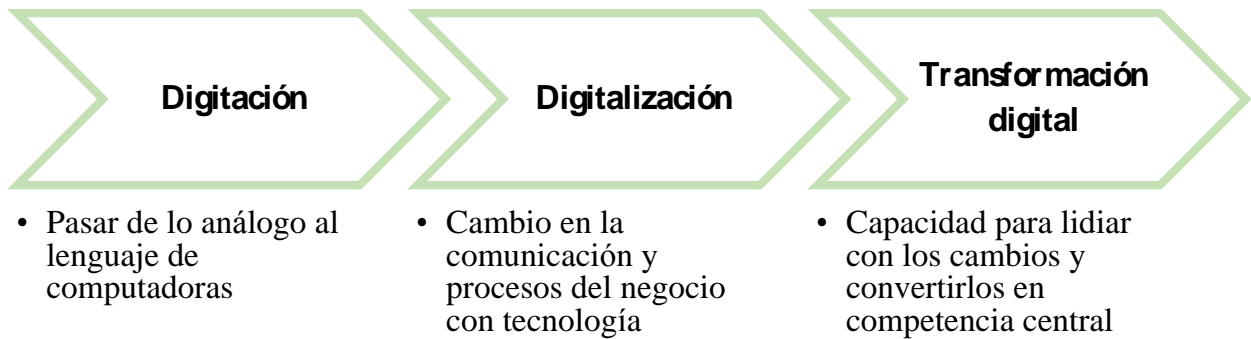 Digitación
• Pasar de lo análogo al
lenguaje de
computadoras
Digitalización
• Cambio en la
comunicación y
procesos del negocio
con tecnología
Transformación
digital
• Capacidad para lidiar
con los cambios y
convertirlos en
competencia central